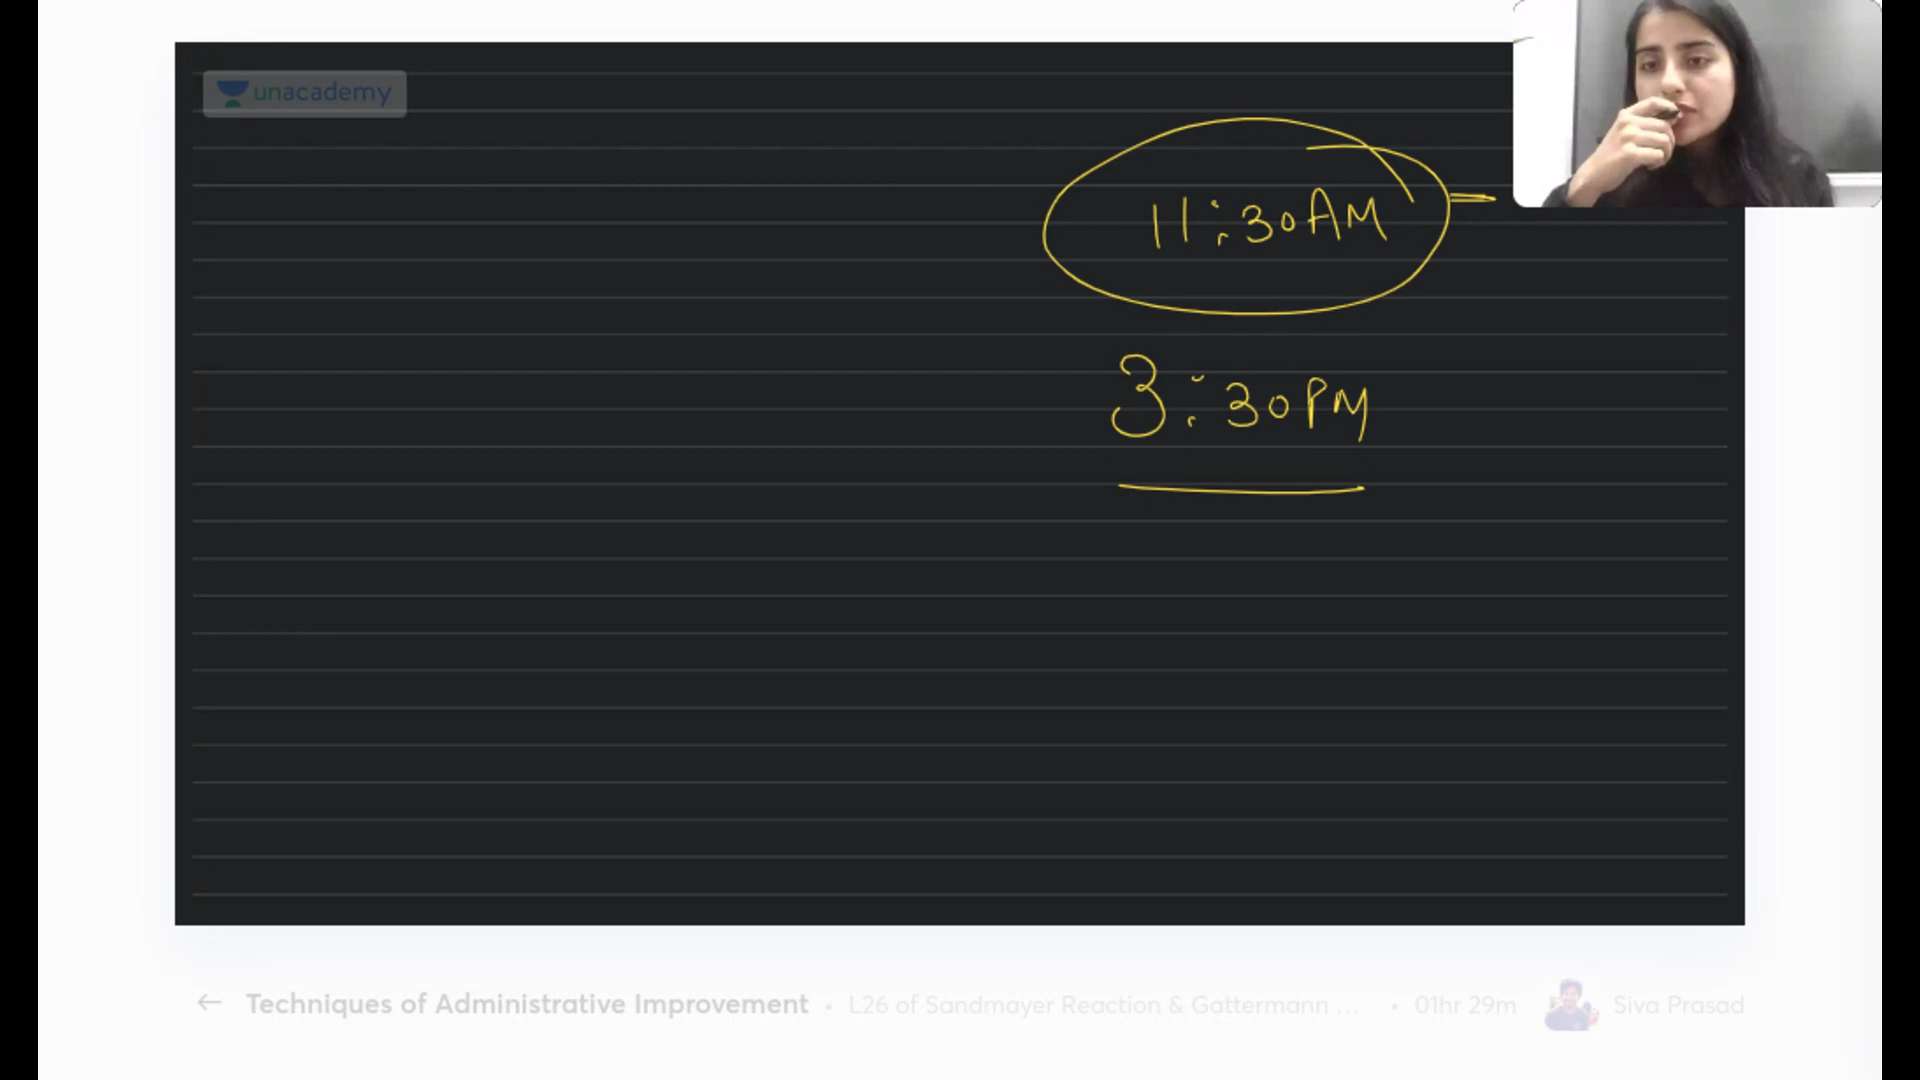 unacademy
11:30AM
3:30PM
← Techniques of Administrative Improvement • L26 of Sandmayer Reaction & Gattermann ... • 01hr 29m Siva Prasad